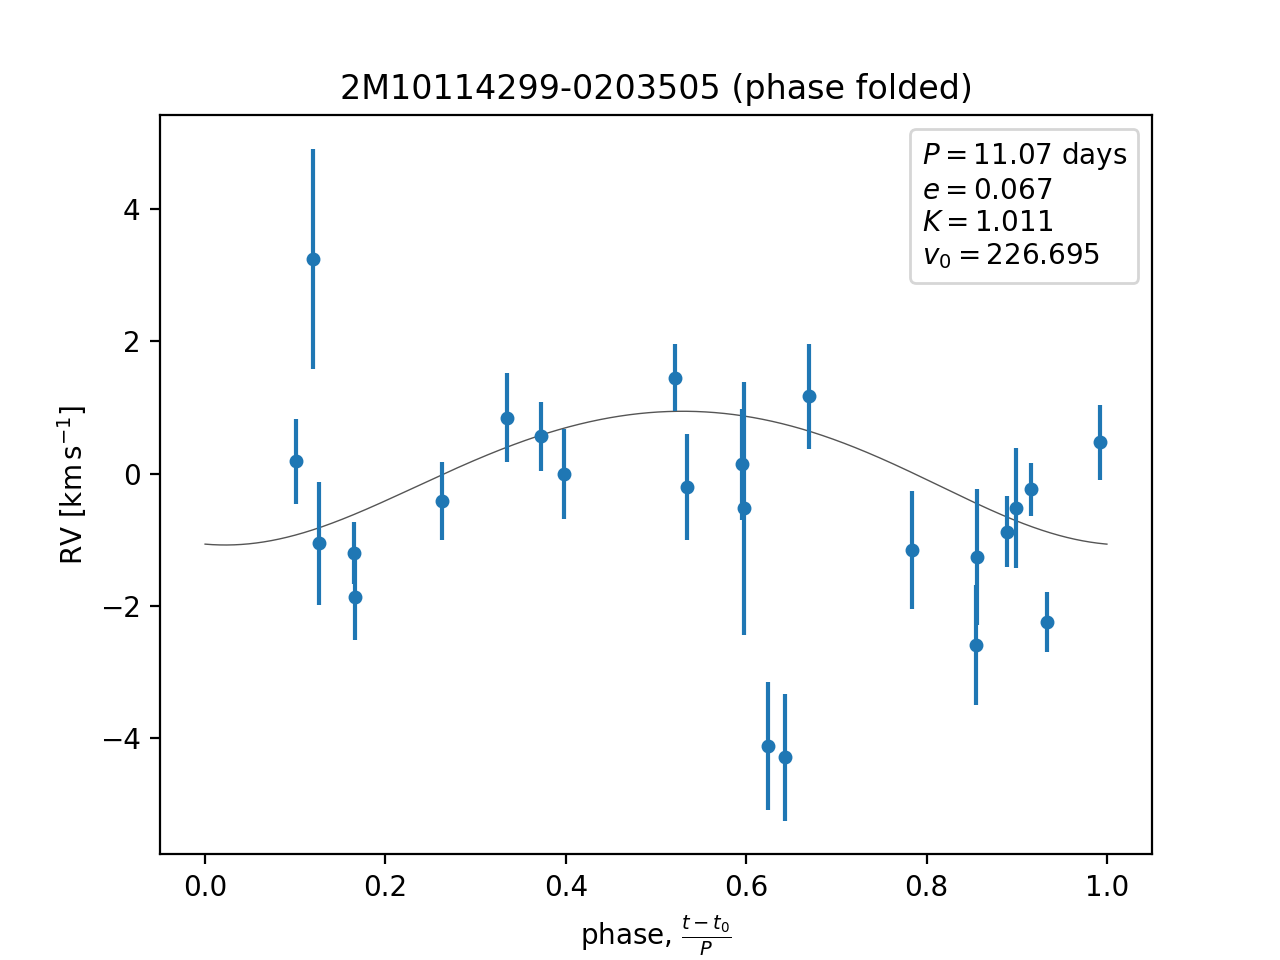 2M10114299-0203505 (phase folded)
P = 11.07 days
e = 0.067
K = 1.011
v₀ = 226.695
4
2
0
−2
−4
RV [km s⁻¹]
0.0 0.2 0.4 0.6 0.8 1.0
phase, (t − t₀)/P